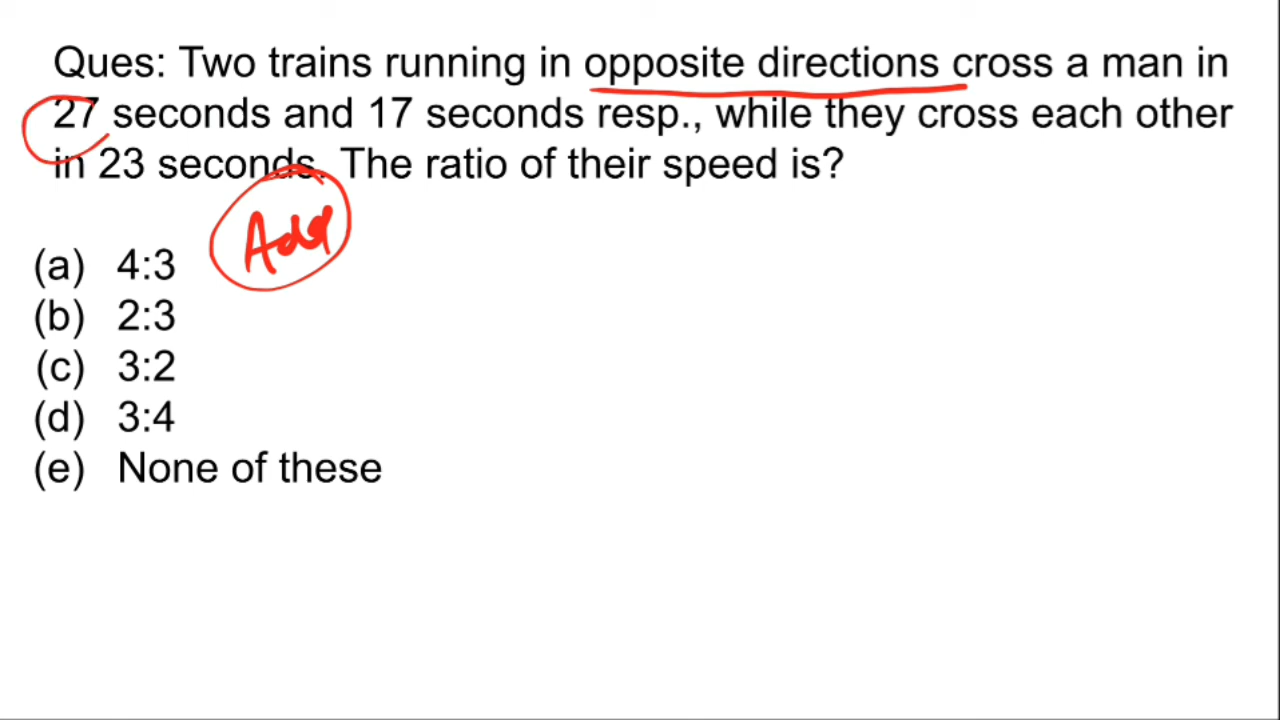 Ques: Two trains running in opposite directions cross a man in
27 seconds and 17 seconds resp., while they cross each other
in 23 seconds. The ratio of their speed is?
Add
(a) 4:3
(b) 2:3
(c) 3:2
(d) 3:4
(e) None of these